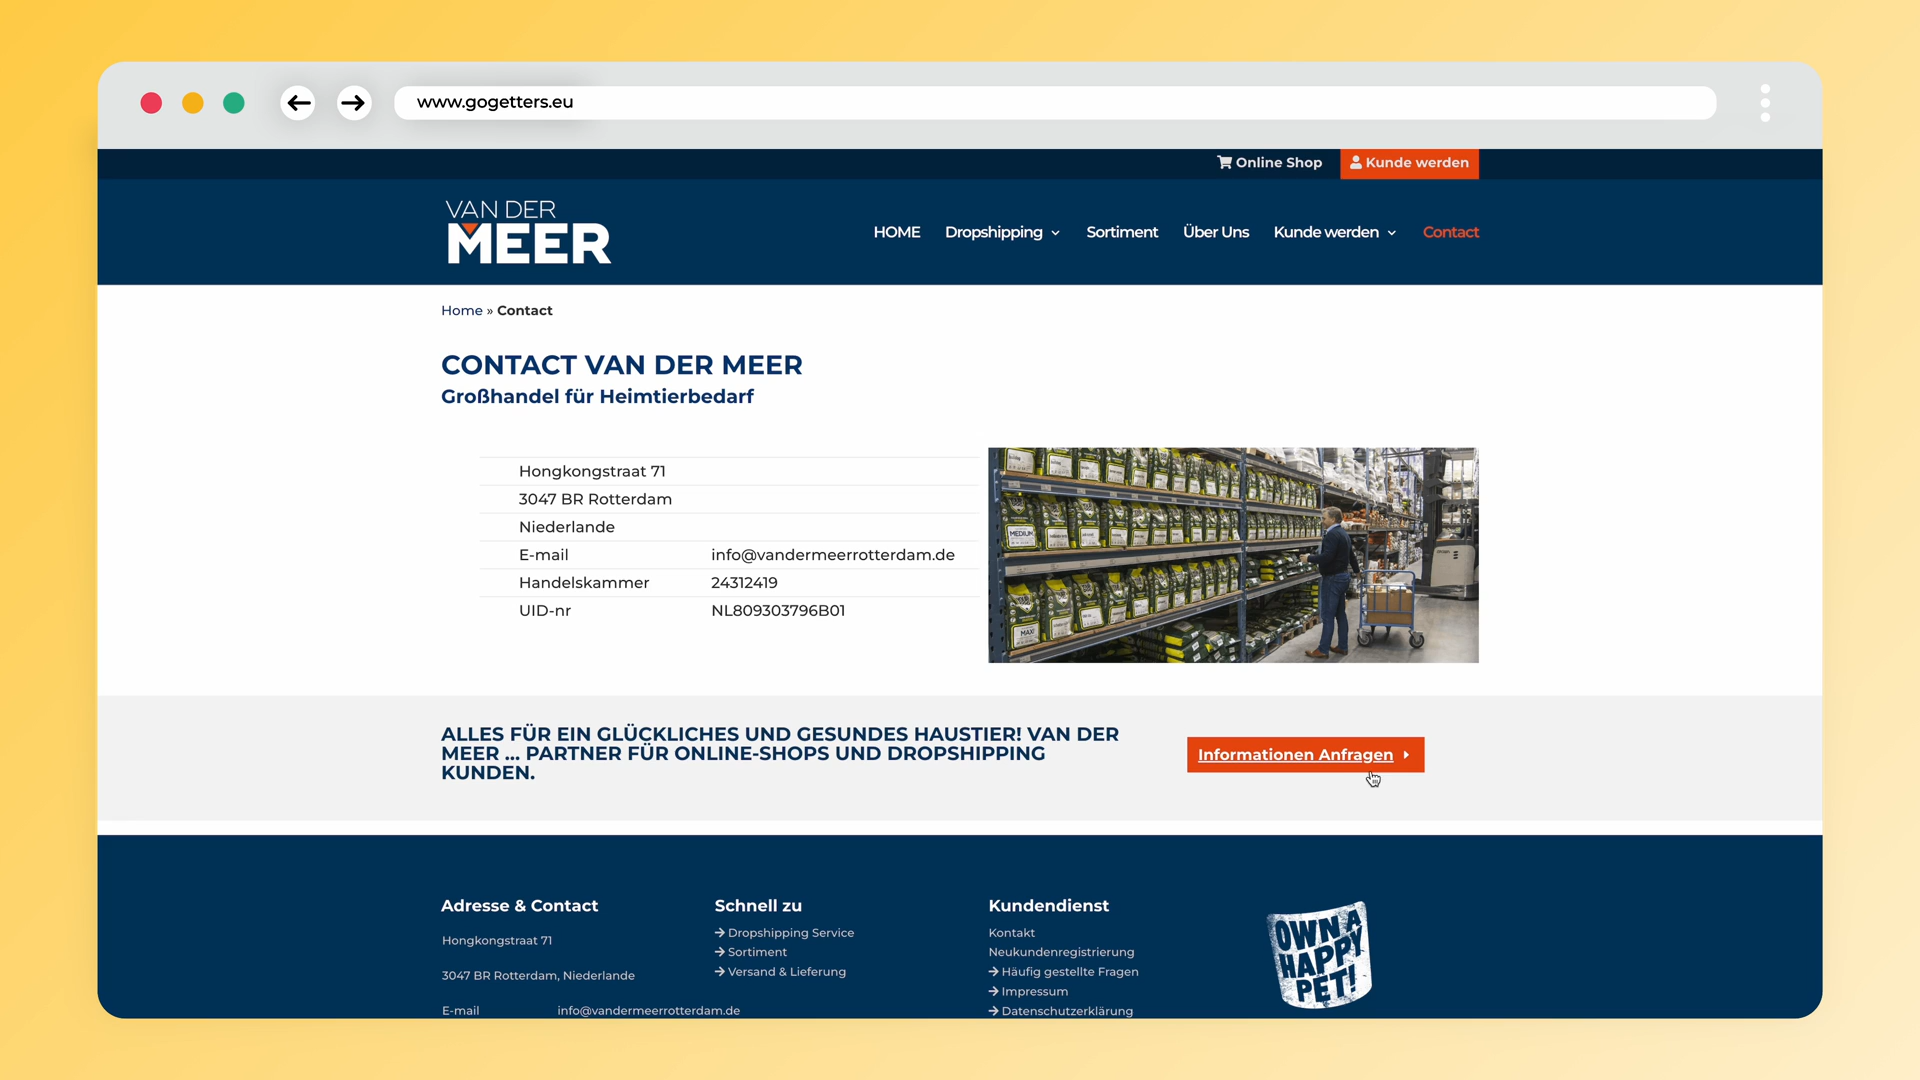 www.gogetters.eu
Online Shop
Kunde werden
VAN DER
MEER
HOME
Dropshipping
Sortiment
Über Uns
Kunde werden
Contact
Home » Contact
CONTACT VAN DER MEER
Großhandel für Heimtierbedarf
Hongkongstraat 71
3047 BR Rotterdam
Niederlande
E-mail info@vandermeerrotterdam.de
Handelskammer 24312419
UID-nr NL809303796B01
MEDIUM
MAXI
ALLES FÜR EIN GLÜCKLICHES UND GESUNDES HAUSTIER! VAN DER
MEER ... PARTNER FÜR ONLINE-SHOPS UND DROPSHIPPING
KUNDEN.
Informationen Anfragen
Adresse & Contact
Hongkongstraat 71
3047 BR Rotterdam, Niederlande
E-mail info@vandermeerrotterdam.de
Schnell zu
Dropshipping Service
Sortiment
Versand & Lieferung
Kundendienst
Kontakt
Neukundenregistrierung
Häufig gestellte Fragen
Impressum
Datenschutzerklärung
OWN A
HAPPY
PET!